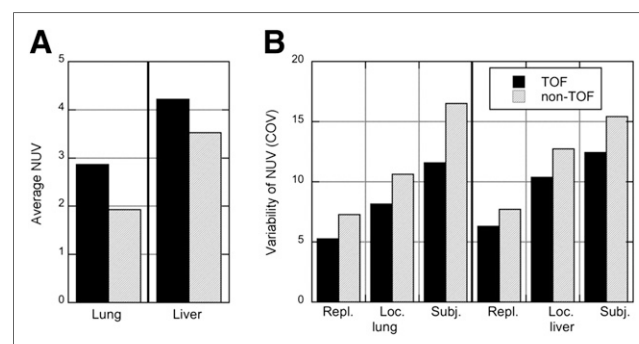 A
5
4
3
2
1
0
Average NUV
Lung Liver
B
20
15
10
5
0
Variability of NUV (COV)
TOF
non-TOF
Repl. Loc. Subj. Repl. Loc. Subj.
lung liver